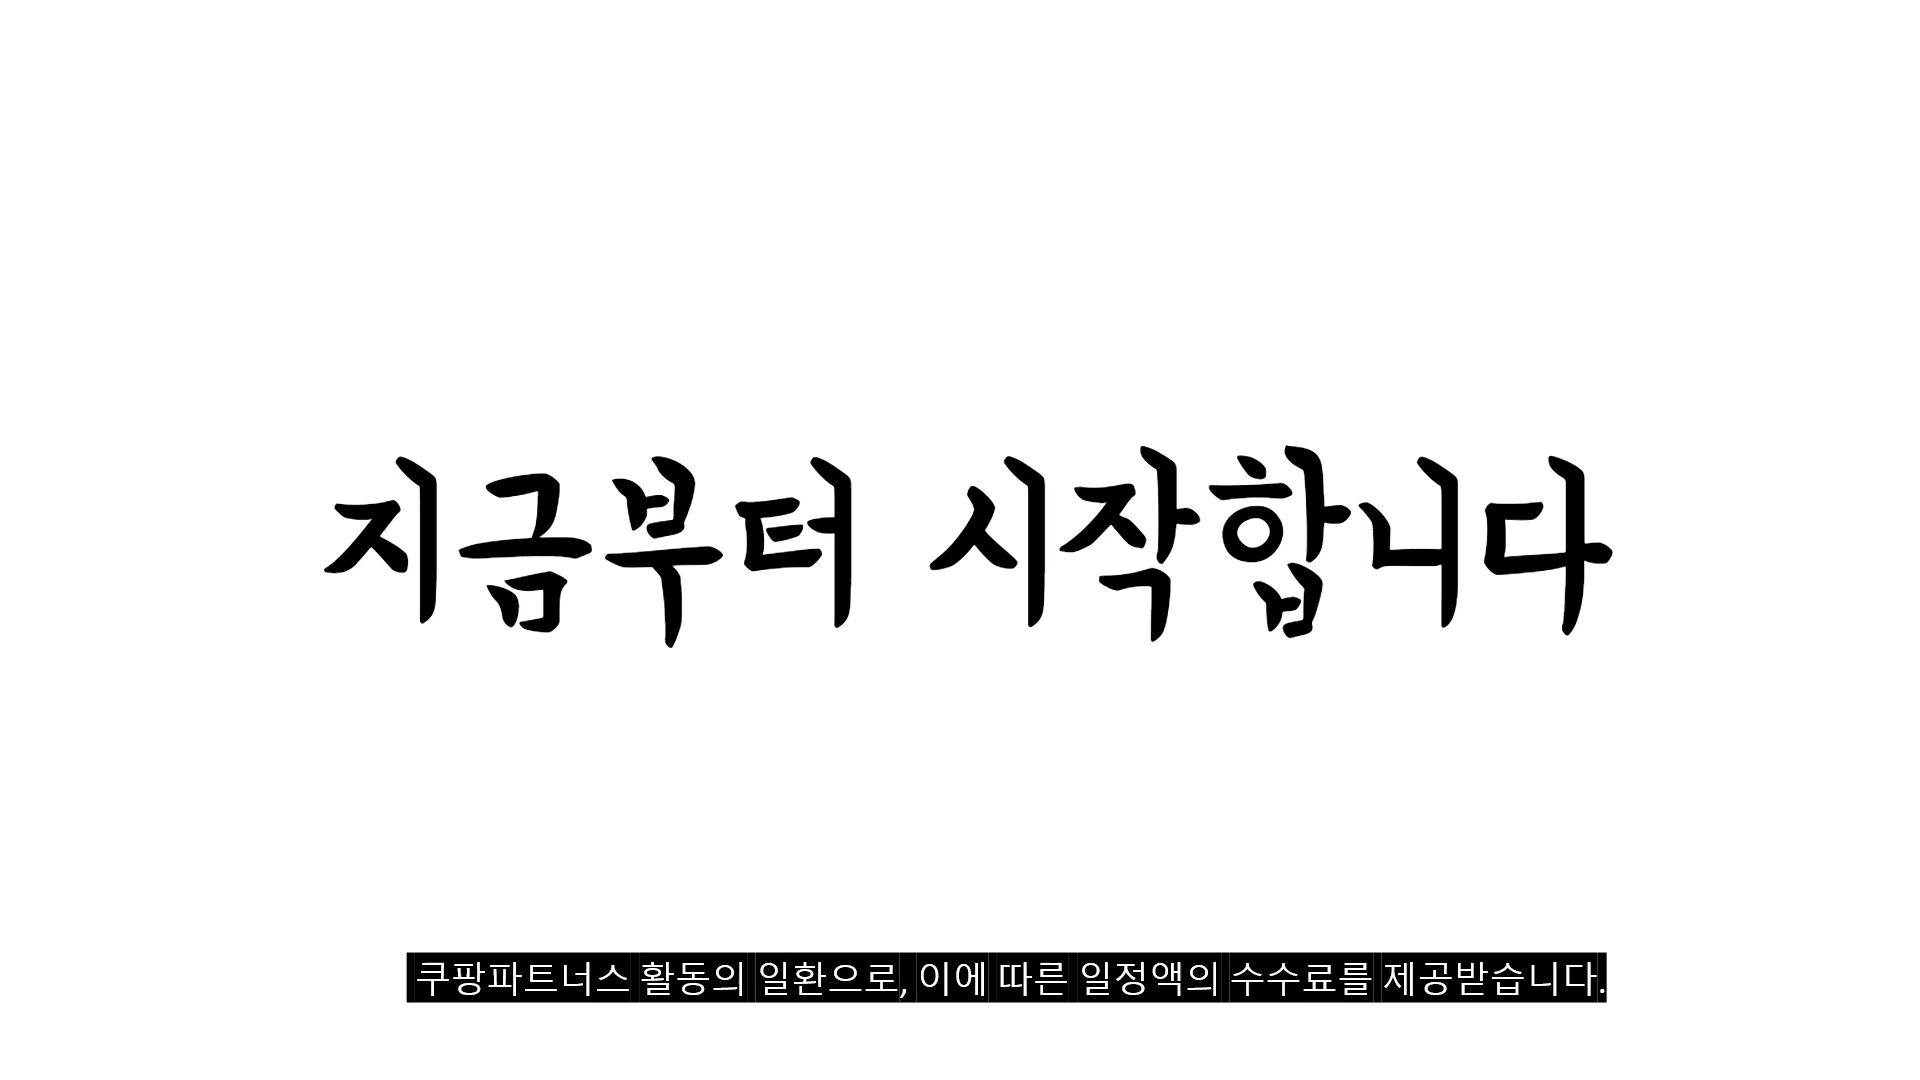 지금부터 시작합니다
쿠팡파트너스 활동의 일환으로, 이에 따른 일정액의 수수료를 제공받습니다.